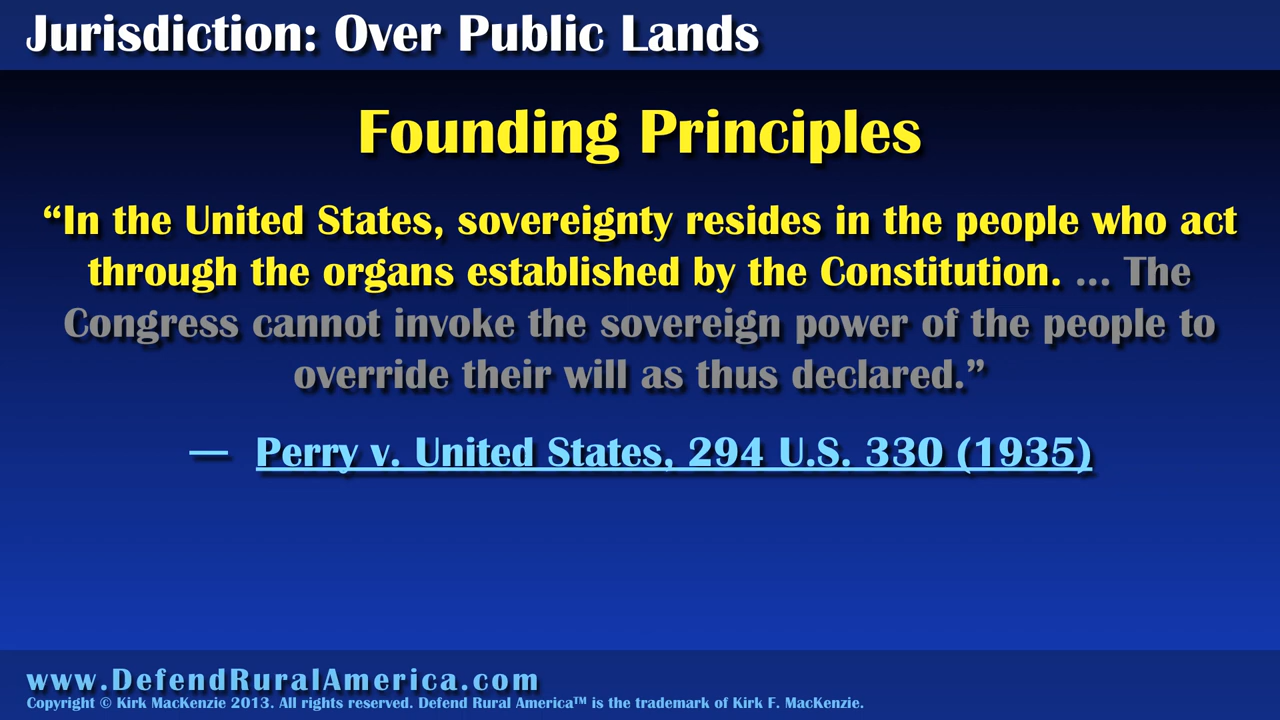 Jurisdiction: Over Public Lands
Founding Principles
“In the United States, sovereignty resides in the people who act
through the organs established by the Constitution. ... The
Congress cannot invoke the sovereign power of the people to
override their will as thus declared.”
— Perry v. United States, 294 U.S. 330 (1935)
www.DefendRuralAmerica.com
Copyright © Kirk MacKenzie 2013. All rights reserved. Defend Rural America™ is the trademark of Kirk F. MacKenzie.